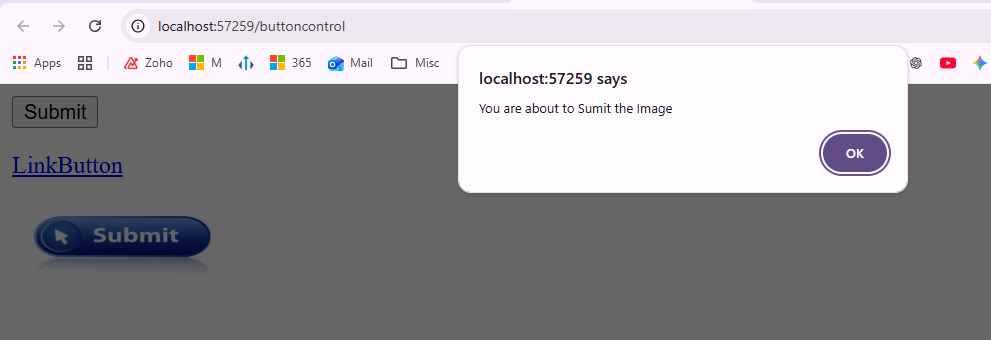 localhost:57259/buttoncontrol
Apps Zoho M 365 Mail Misc
localhost:57259 says
You are about to Sumit the Image
OK
Submit
LinkButton
Submit